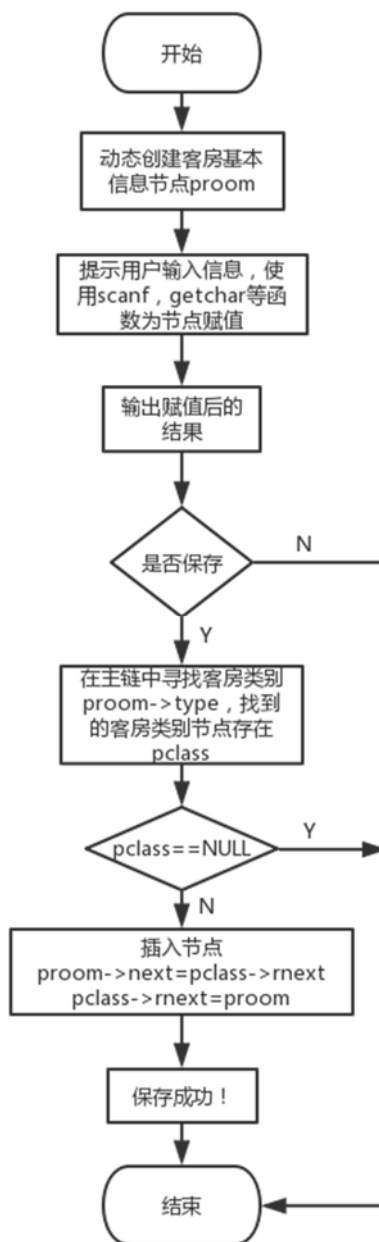 开始
动态创建客房基本
信息节点proom
提示用户输入信息，使
用scanf，getchar等函
数为节点赋值
输出赋值后的
结果
是否保存
N
Y
在主链中寻找客房类别
proom->type，找到
的客房类别节点存在
pclass
pclass==NULL
Y
N
插入节点
proom->next=pclass->rnext
pclass->rnext=proom
保存成功！
结束